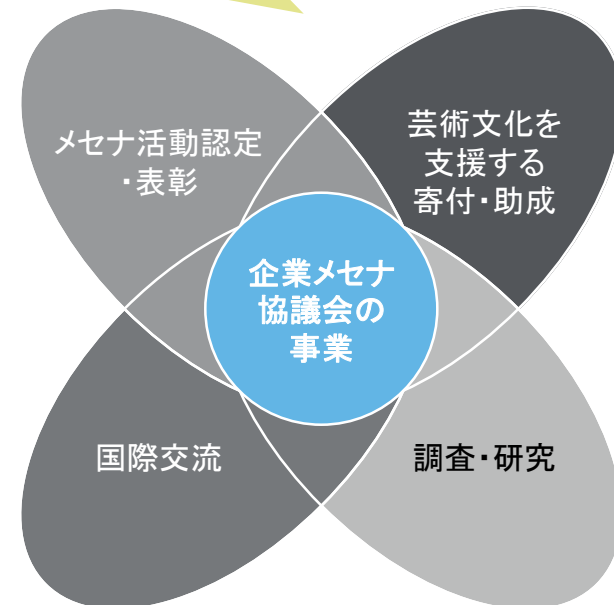 メセナ活動認定
・表彰
芸術文化を
支援する
寄付・助成
企業メセナ
協議会の
事業
国際交流
調査・研究